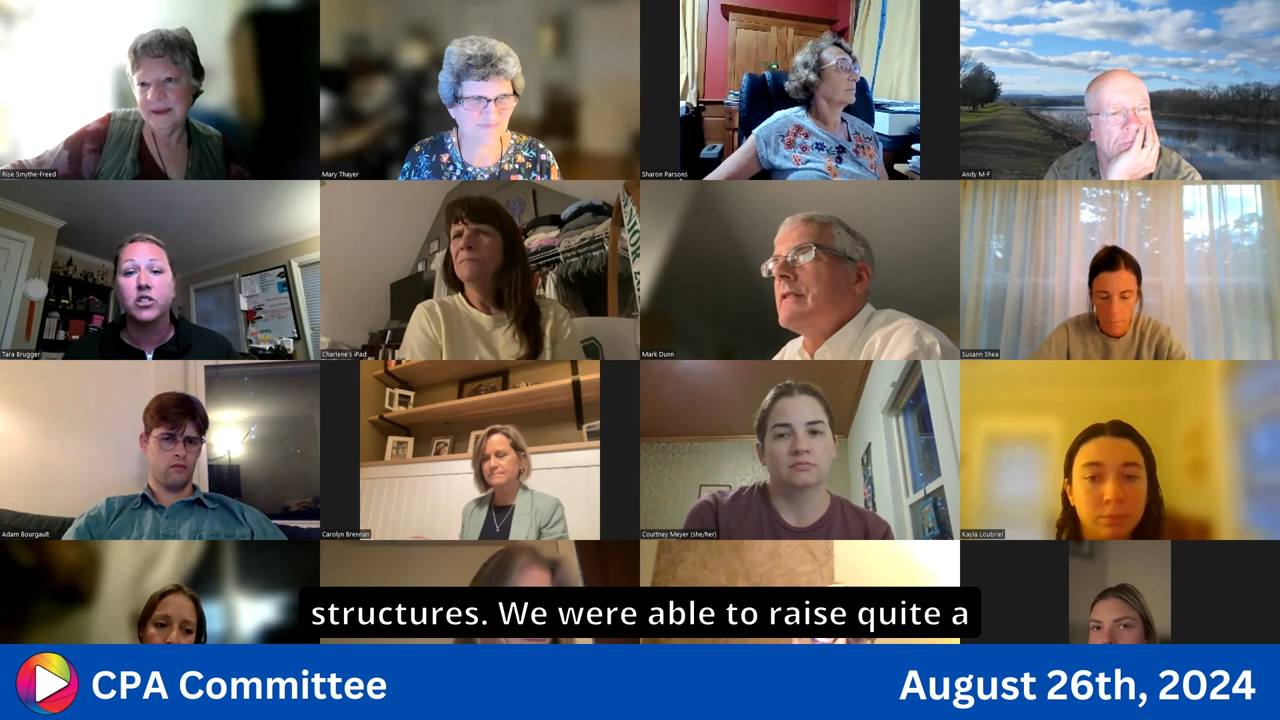 Rise Smythe-Freed
Mary Thayer
Sharon Parsons
Andy M-F
Tara Brugger
Charlene's iPad
Mark Dunn
Susann Shea
Adam Bourgault
Carolyn Brennan
Courtney Meyer (she/her)
Kayla Loubriel
structures. We were able to raise quite a
CPA Committee
August 26th, 2024